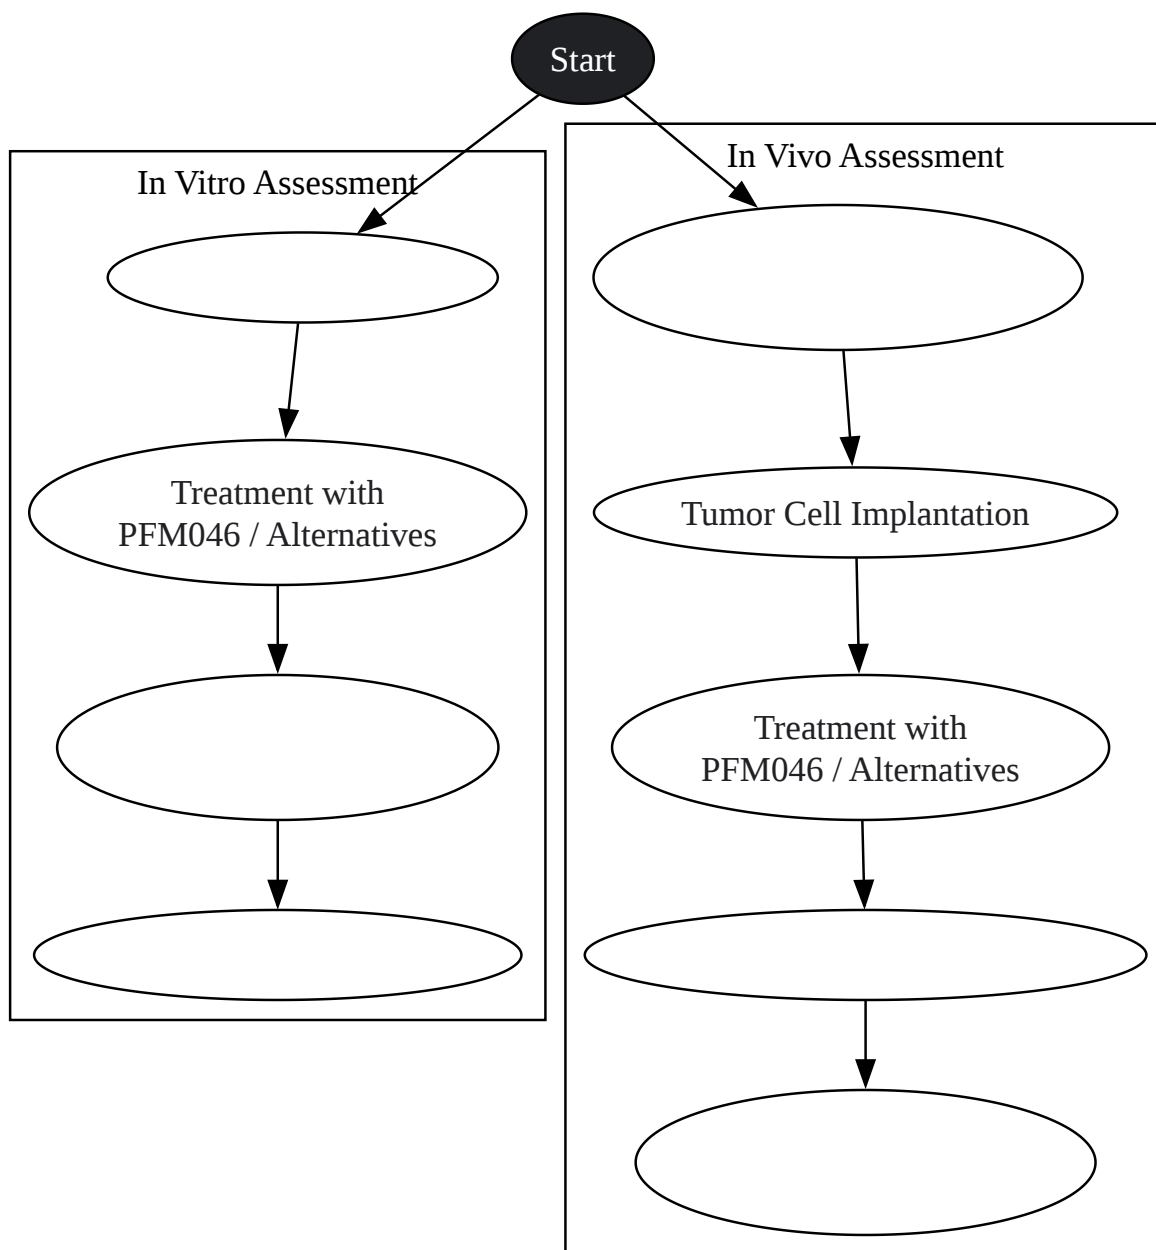 Start
In Vitro Assessment
In Vivo Assessment
Treatment with
PFM046 / Alternatives
Tumor Cell Implantation
Treatment with
PFM046 / Alternatives